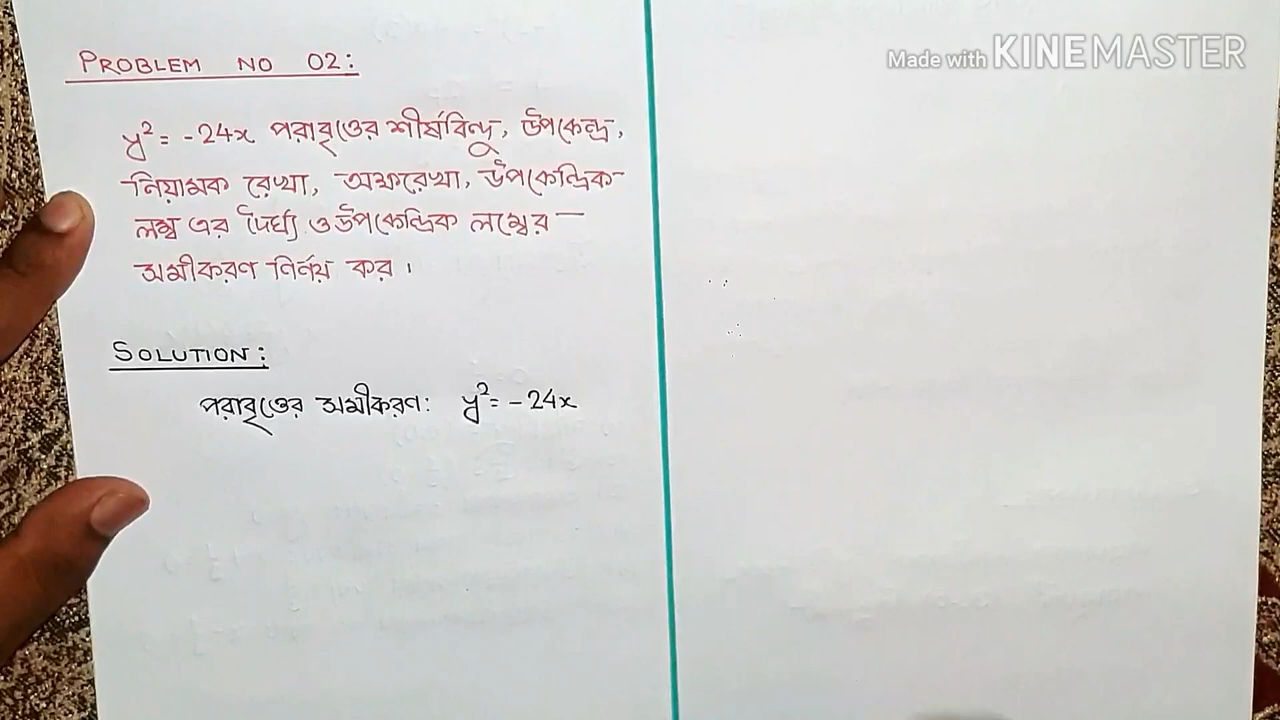 PROBLEM NO 02:
Made with KINEMASTER
y² = -24x পরাবৃত্তের শীর্ষবিন্দু, উপকেন্দ্র,
নিয়ামক রেখা, অক্ষরেখা, উপকেন্দ্রিক-
লম্ব এর দৈর্ঘ্য ও উপকেন্দ্রিক লম্বের —
সমীকরণ নির্নয় কর।
SOLUTION:
পরাবৃত্তের সমীকরণ: y² = -24x